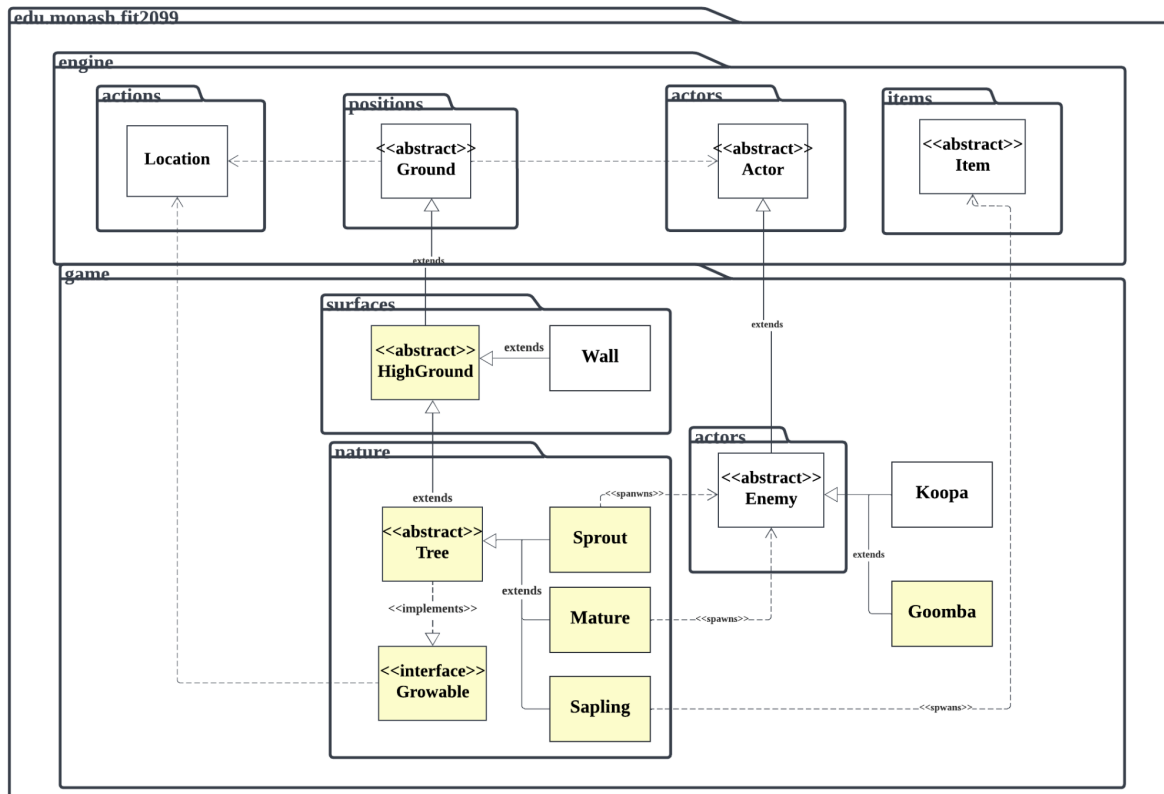 edu.monash.fit2099
engine
actions
positions
actors
items
Location
<<abstract>>
Ground
<<abstract>>
Actor
<<abstract>>
Item
extends
game
surfaces
<<abstract>>
HighGround
extends
Wall
extends
nature
actors
extends
<<abstract>>
Tree
Sprout
<<spanwns>>
<<abstract>>
Enemy
Koopa
extends
extends
<<implements>>
Mature
<<spawns>>
Goomba
<<interface>>
Growable
Sapling
<<spwans>>